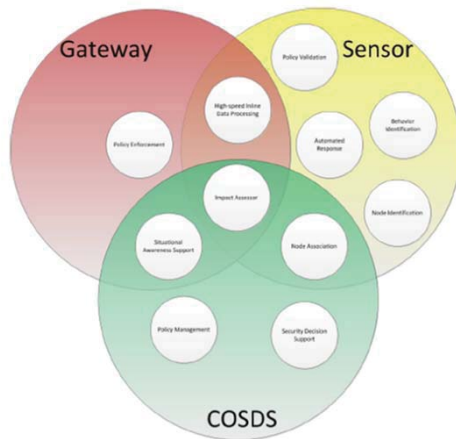 Gateway
Sensor
Policy Validation
High-speed Inline
Data Processing
Behavior
Identification
Policy Enforcement
Automated
Response
Impact Assessor
Node Identification
Situational
Awareness Support
Node Association
Policy Management
Security Decision
Support
COSDS